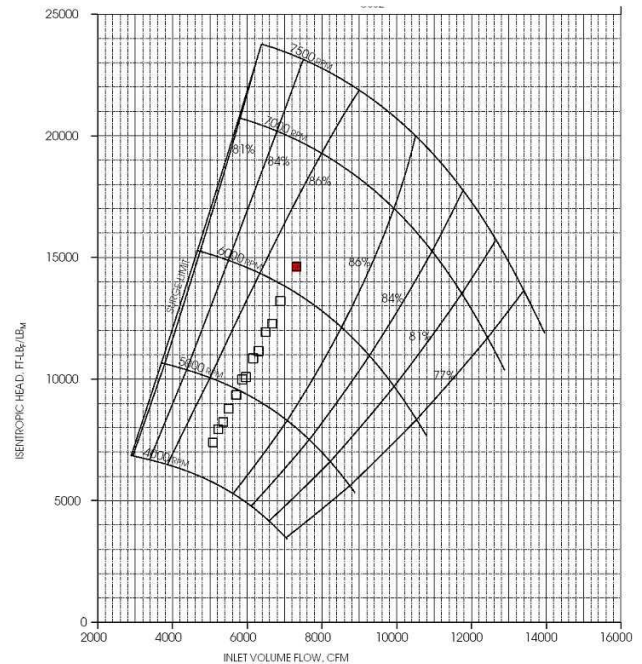 25000
7500 RPM
20000
7000 RPM
81%
84%
86%
15000
6000 RPM
86%
SURGE LIMIT
84%
81%
10000
5000 RPM
77%
ISENTROPIC HEAD, FT-LBF/LBM
4000 RPM
5000
0
2000
4000
6000
8000
10000
12000
14000
16000
INLET VOLUME FLOW, CFM